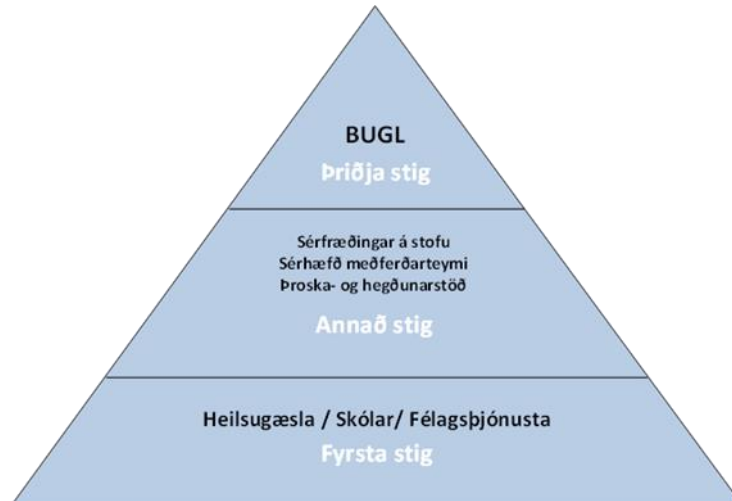 BUGL
Þriðja stig
Sérfræðingar á stofu
Sérhæfð meðferðarteymi
Þroska- og hegðunarstöð
Annað stig
Heilsugæsla / Skólar/ Félagsþjónusta
Fyrsta stig